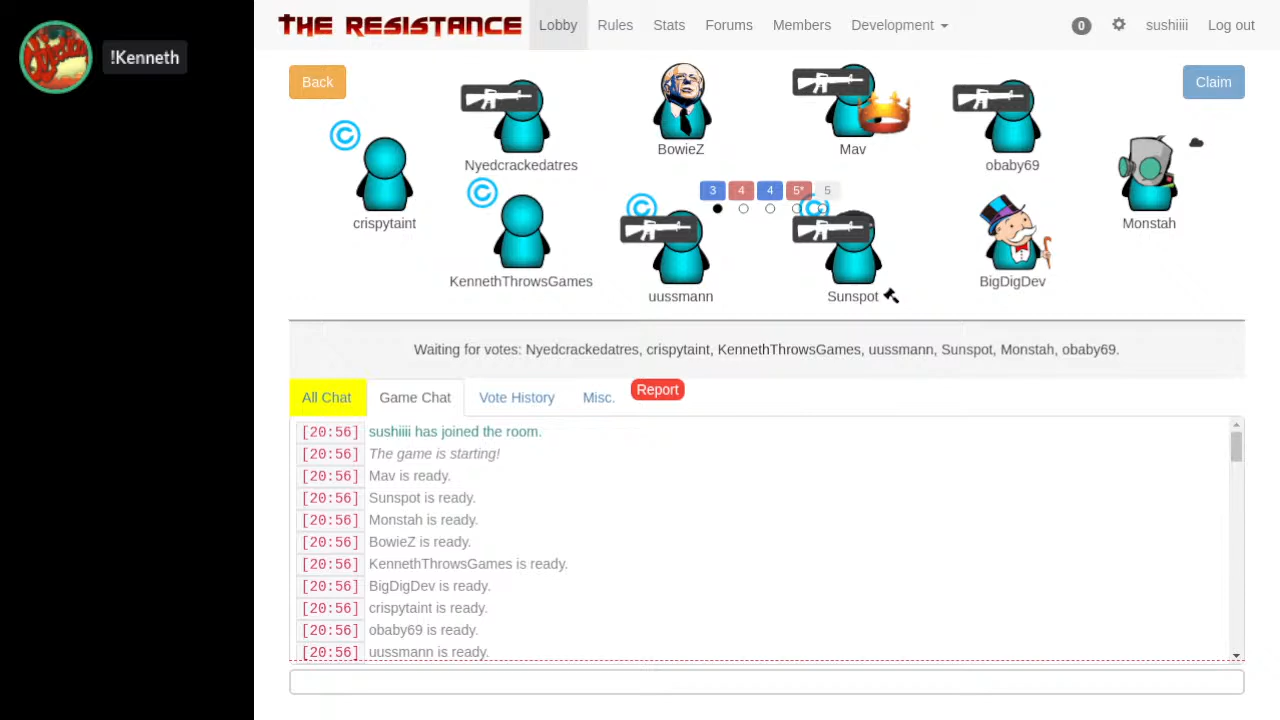 !Kenneth
THE RESISTANCE
Lobby
Rules
Stats
Forums
Members
Development
0
sushiiii
Log out
Back
Claim
Nyedcrackedatres
BowieZ
Mav
obaby69
crispytaint
KennethThrowsGames
uussmann
Sunspot
BigDigDev
Monstah
3 4 4 5* 5
Waiting for votes: Nyedcrackedatres, crispytaint, KennethThrowsGames, uussmann, Sunspot, Monstah, obaby69.
All Chat
Game Chat
Vote History
Misc.
Report
[20:56] sushiiii has joined the room.
[20:56] The game is starting!
[20:56] Mav is ready.
[20:56] Sunspot is ready.
[20:56] Monstah is ready.
[20:56] BowieZ is ready.
[20:56] KennethThrowsGames is ready.
[20:56] BigDigDev is ready.
[20:56] crispytaint is ready.
[20:56] obaby69 is ready.
[20:56] uussmann is ready.